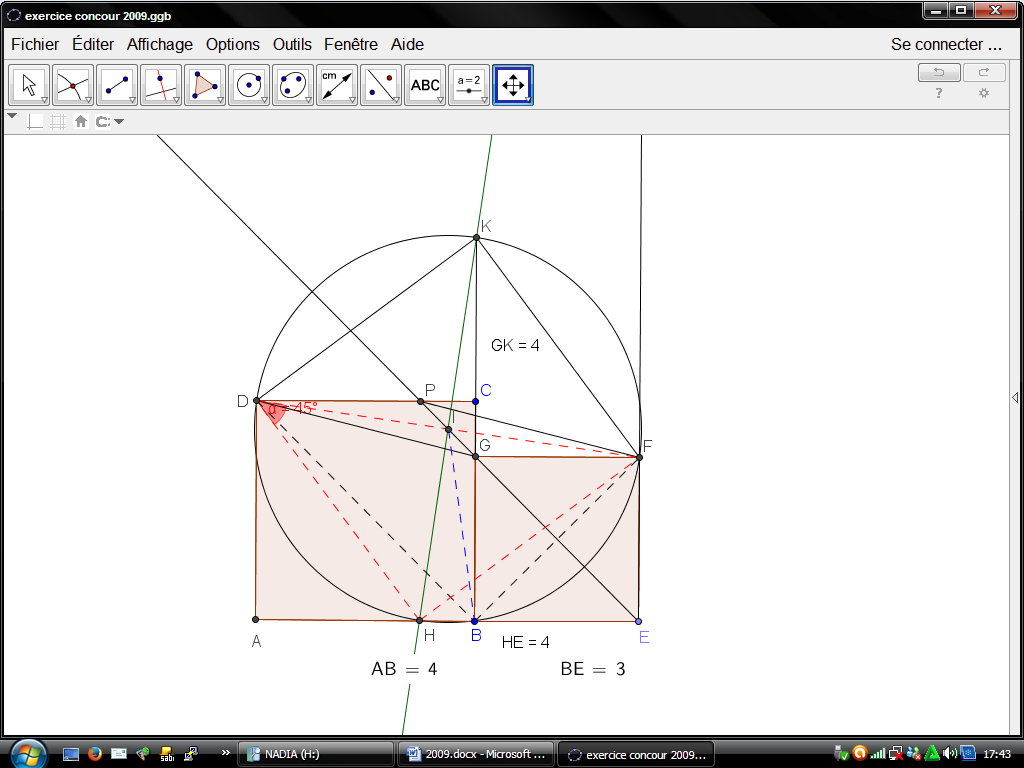 exercice concour 2009.ggb
Fichier Éditer Affichage Options Outils Fenêtre Aide Se connecter ...
cm
ABC
a=2
?
K
GK = 4
D
P
C
α = 45°
I
G
F
A
H
B
E
HE = 4
AB = 4
BE = 3
NADIA (H:)
2009.docx - Microsoft ...
exercice concour 2009...
17:43